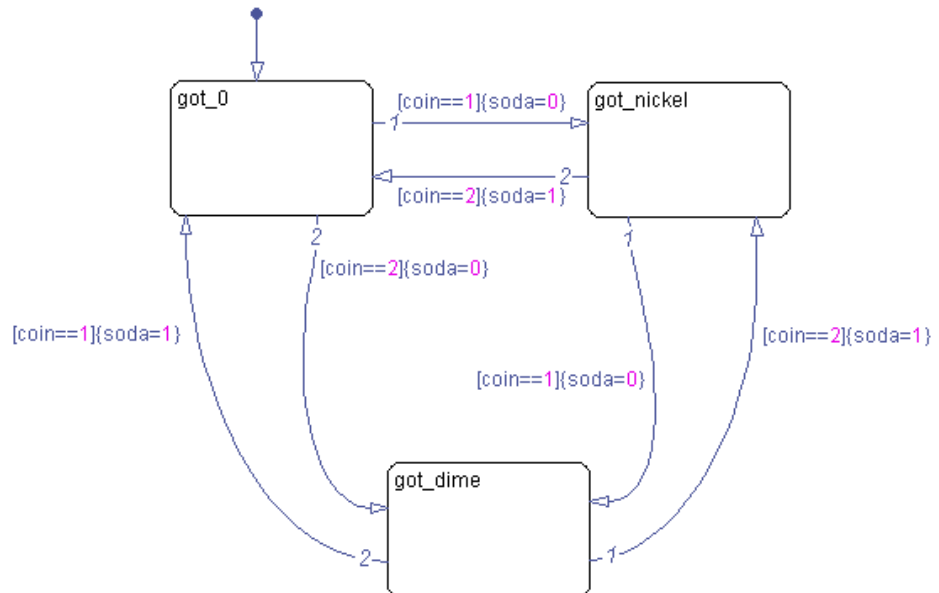 got_0
got_nickel
[coin==1]{soda=0}
1
2
[coin==2]{soda=1}
2
1
[coin==2]{soda=0}
[coin==1]{soda=1}
[coin==2]{soda=1}
[coin==1]{soda=0}
got_dime
2
1